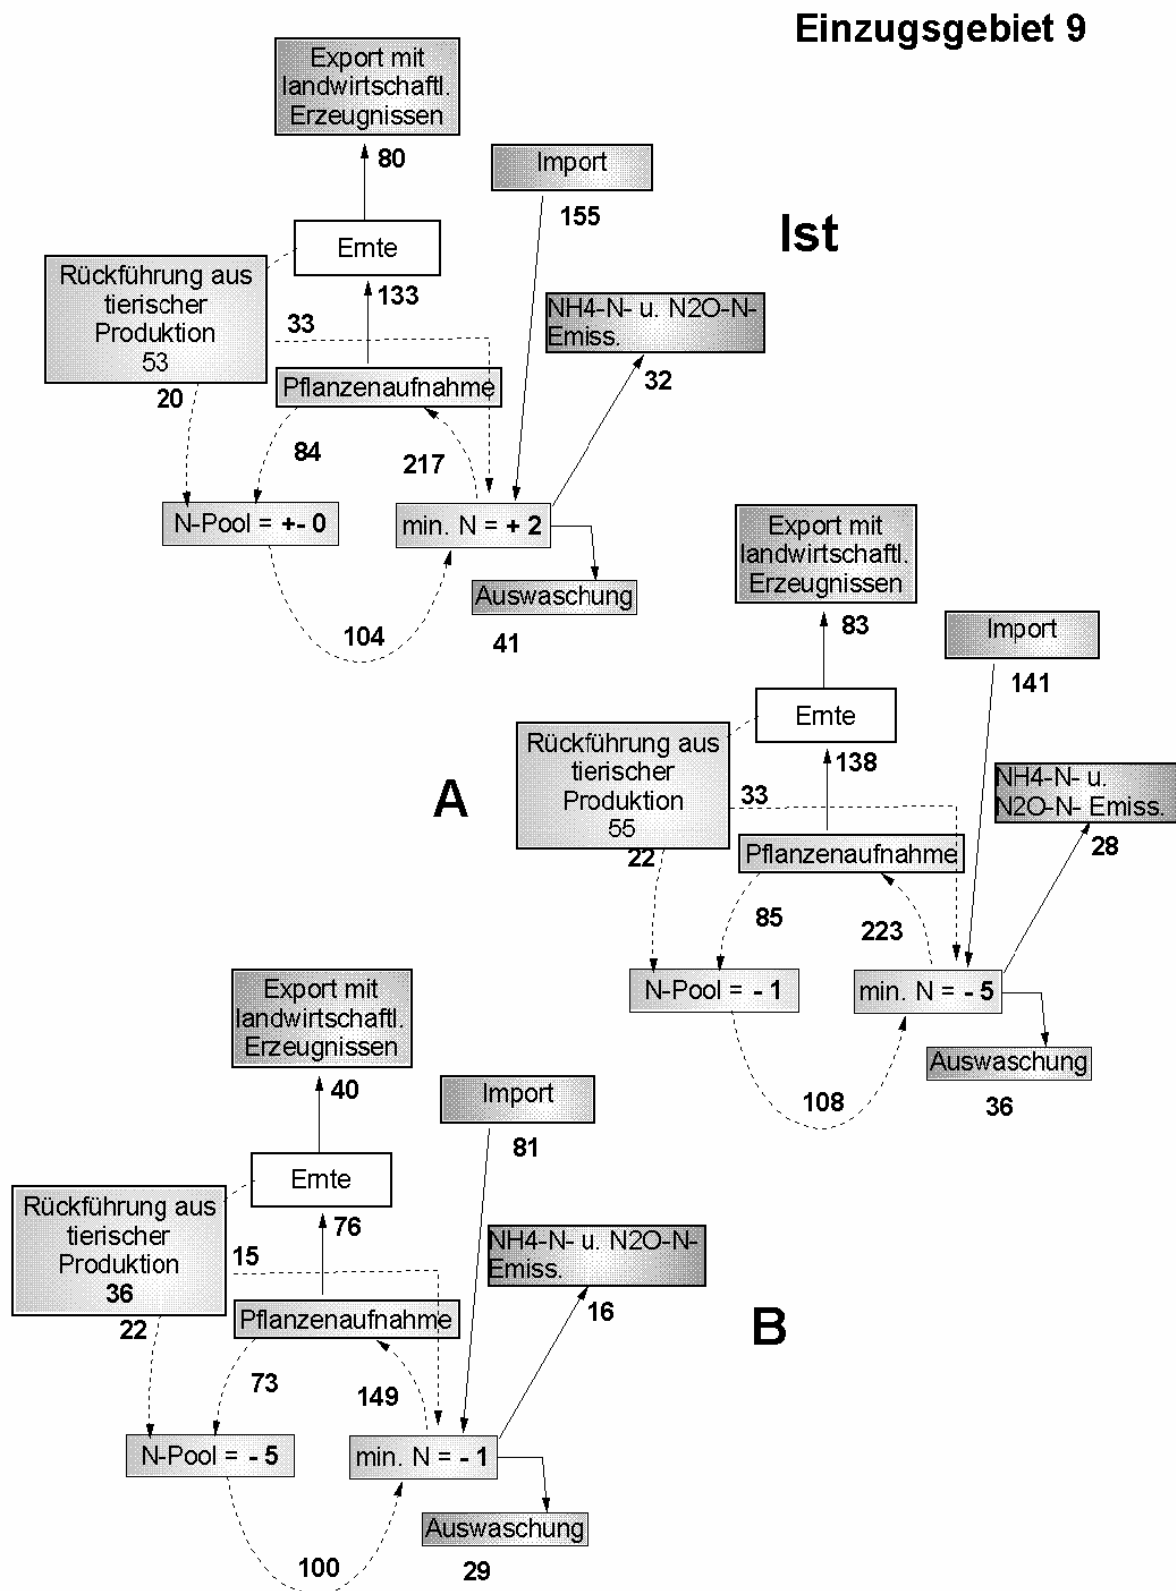 Einzugsgebiet 9
Export mit
landwirtschaftl.
Erzeugnissen
80
Import
155
Ist
Ernte
133
Rückführung aus
tierischer
Produktion
53
33
NH4-N- u. N2O-N-
Emiss.
32
20
Pflanzenaufnahme
84
217
N-Pool = +- 0
min. N = + 2
Auswaschung
41
104
Export mit
landwirtschaftl.
Erzeugnissen
83
Import
141
Ernte
138
A
Rückführung aus
tierischer
Produktion
55
33
NH4-N- u.
N2O-N- Emiss.
28
22
Pflanzenaufnahme
85
223
N-Pool = - 1
min. N = - 5
Auswaschung
36
108
Export mit
landwirtschaftl.
Erzeugnissen
40
Import
81
Ernte
76
Rückführung aus
tierischer
Produktion
36
15
NH4-N- u. N2O-N-
Emiss.
16
B
22
Pflanzenaufnahme
73
149
N-Pool = - 5
min. N = - 1
Auswaschung
29
100